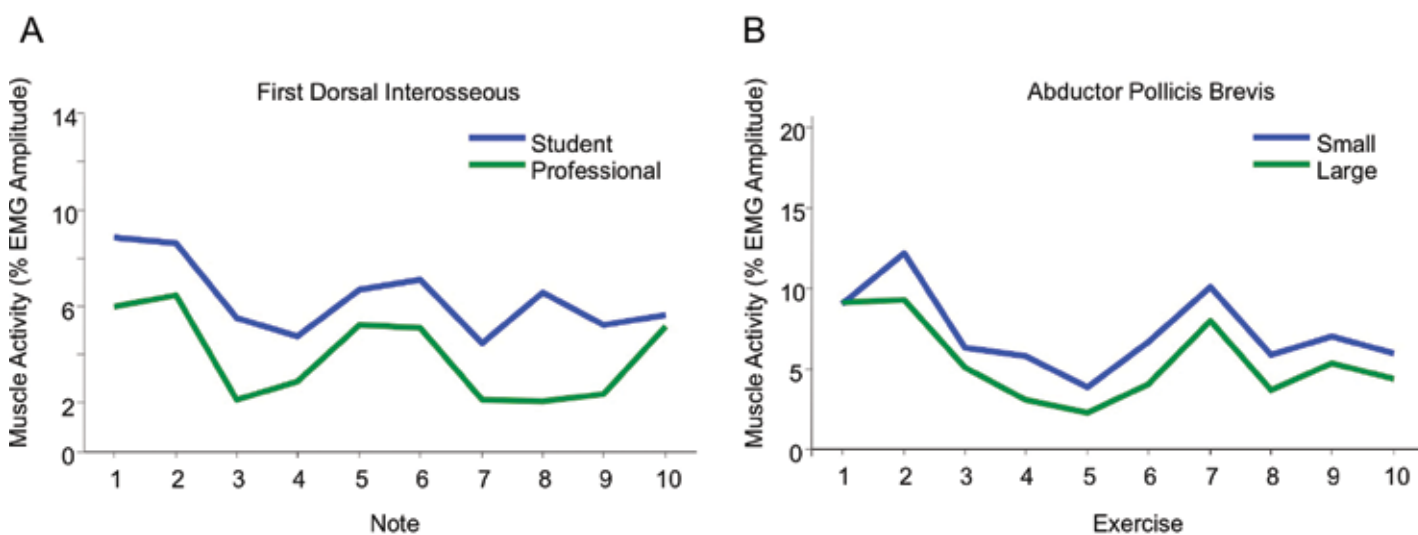 A
First Dorsal Interosseous
Muscle Activity (% EMG Amplitude)
14
10
6
2
0
Student
Professional
1 2 3 4 5 6 7 8 9 10
Note
B
Abductor Pollicis Brevis
Muscle Activity (% EMG Amplitude)
20
15
10
5
0
Small
Large
1 2 3 4 5 6 7 8 9 10
Exercise